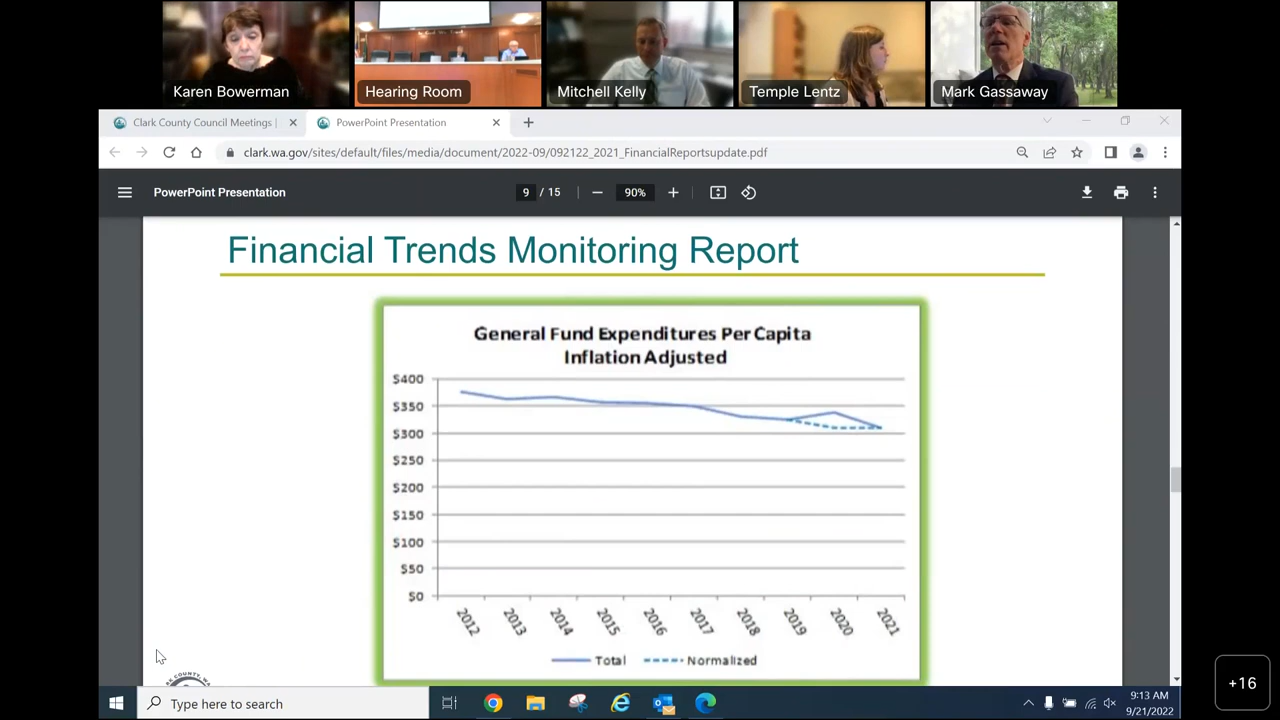 Karen Bowerman
Hearing Room
Mitchell Kelly
Temple Lentz
Mark Gassaway
Clark County Council Meetings |
PowerPoint Presentation
clark.wa.gov/sites/default/files/media/document/2022-09/092122_2021_FinancialReportsupdate.pdf
PowerPoint Presentation
9 / 15
90%
Financial Trends Monitoring Report
General Fund Expenditures Per Capita
Inflation Adjusted
$400
$350
$300
$250
$200
$150
$100
$50
$0
2012
2013
2014
2015
2016
2017
2018
2019
2020
2021
Total
Normalized
COUNTY, WA
Type here to search
9:13 AM
9/21/2022
+16